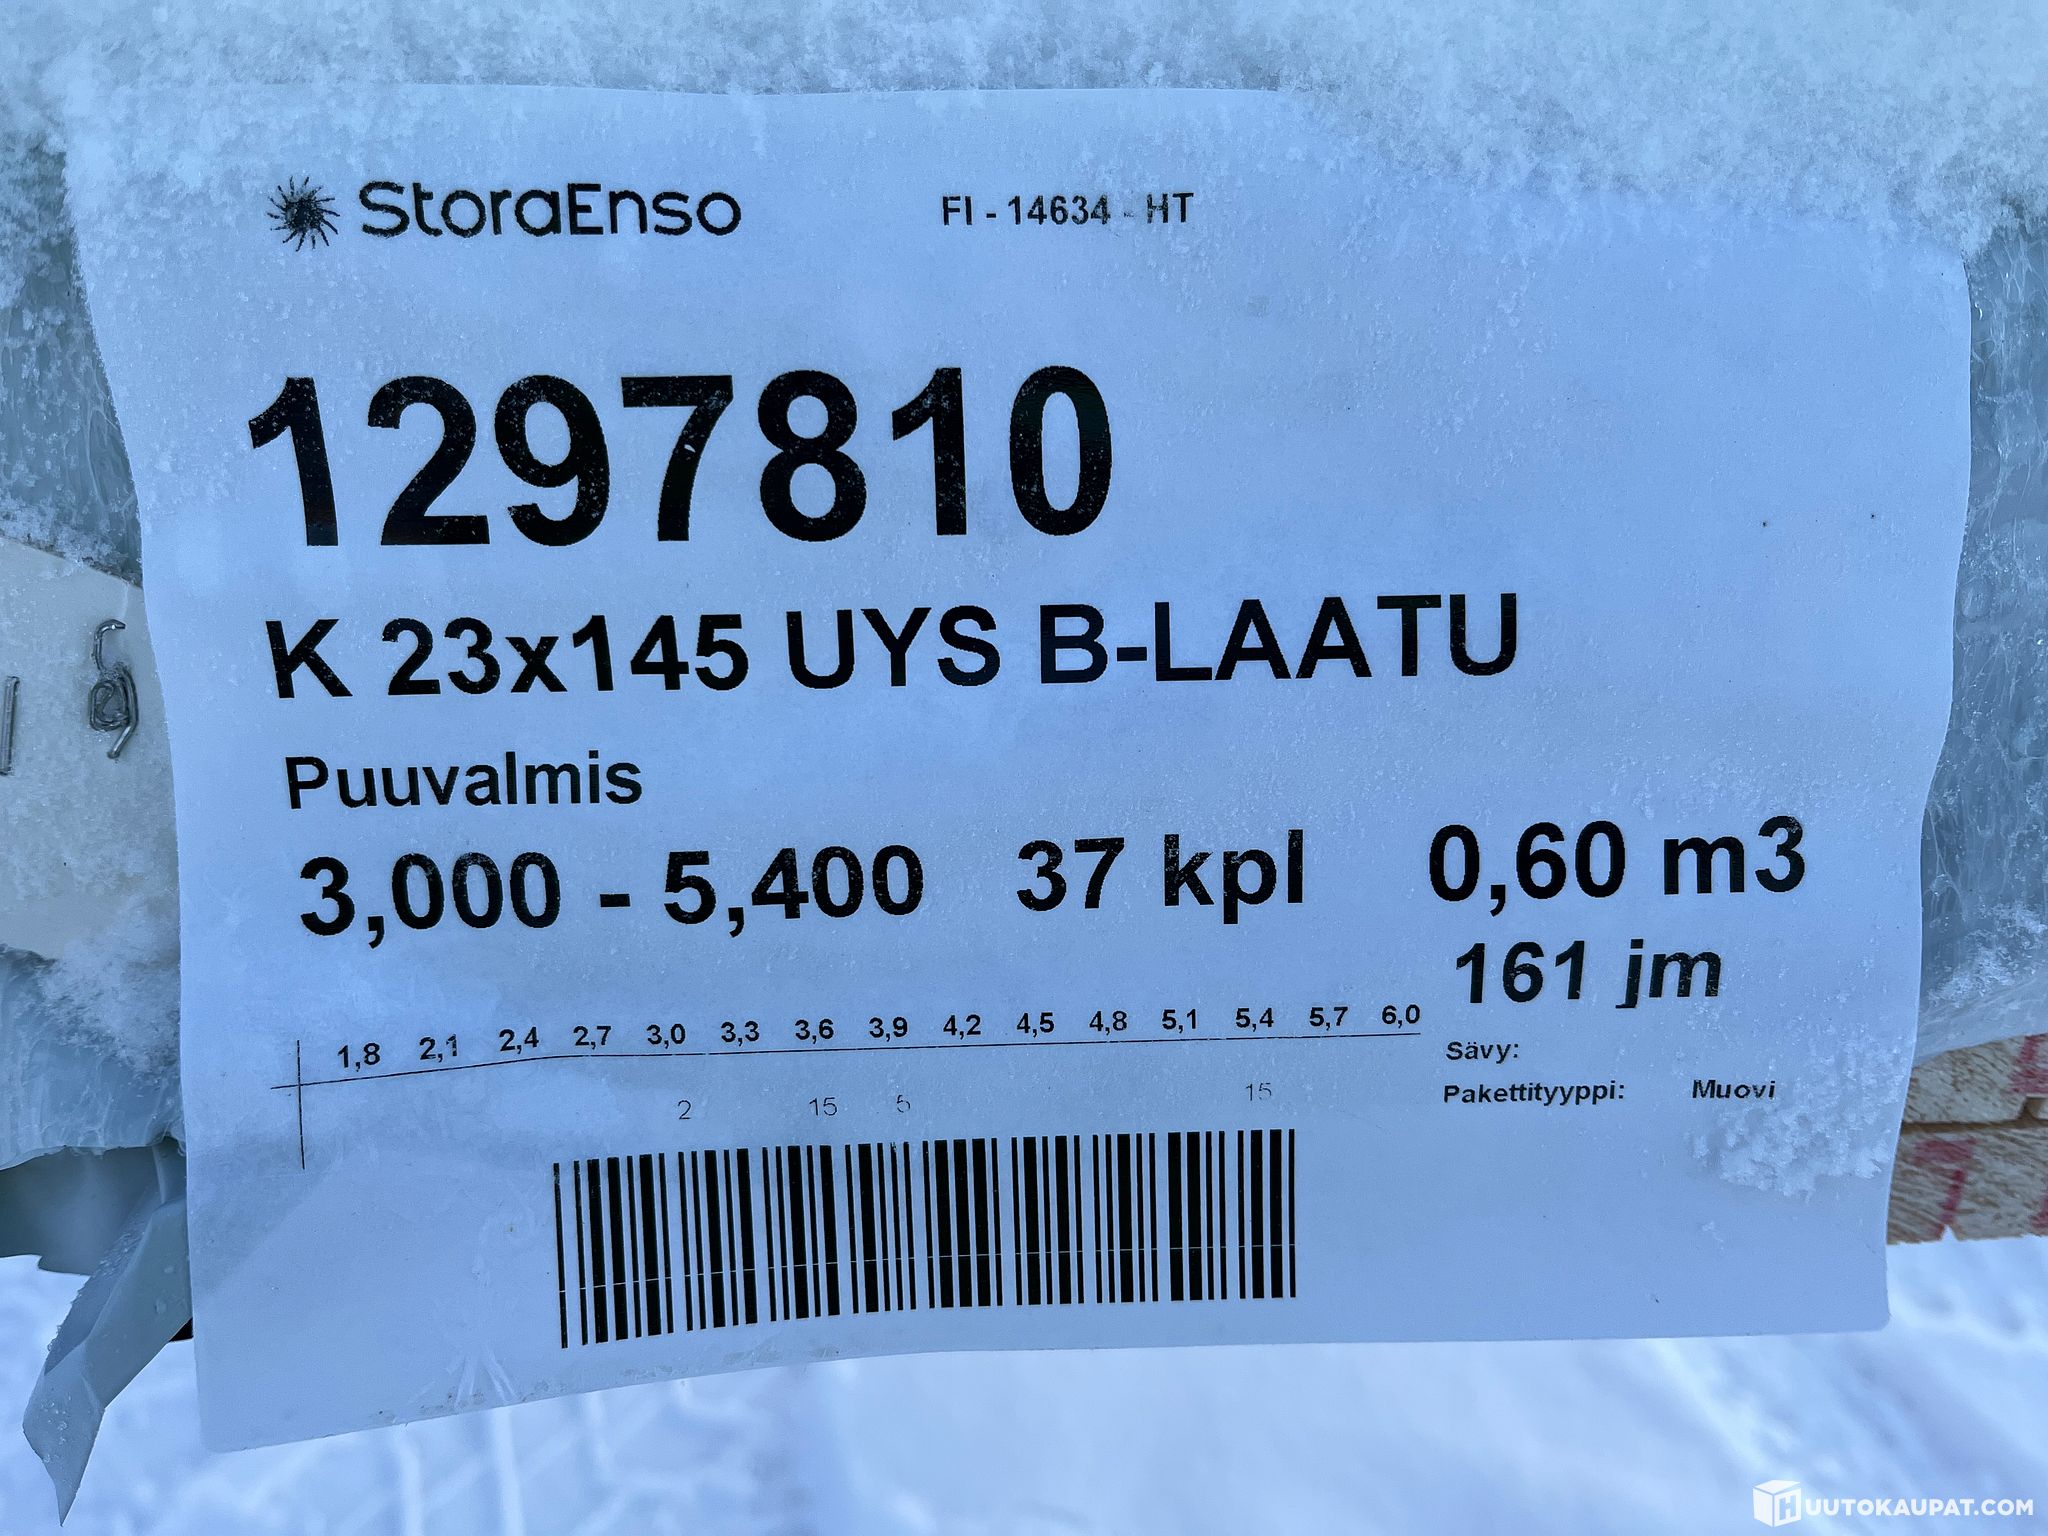 StoraEnso FI - 14634 - HT
1297810
K 23x145 UYS B-LAATU
Puuvalmis
3,000 - 5,400 37 kpl 0,60 m3
161 jm
1,8 2,1 2,4 2,7 3,0 3,3 3,6 3,9 4,2 4,5 4,8 5,1 5,4 5,7 6,0
Sävy:
2 15 5 15
Pakettityyppi: Muovi
HUUTOKAUPAT.COM